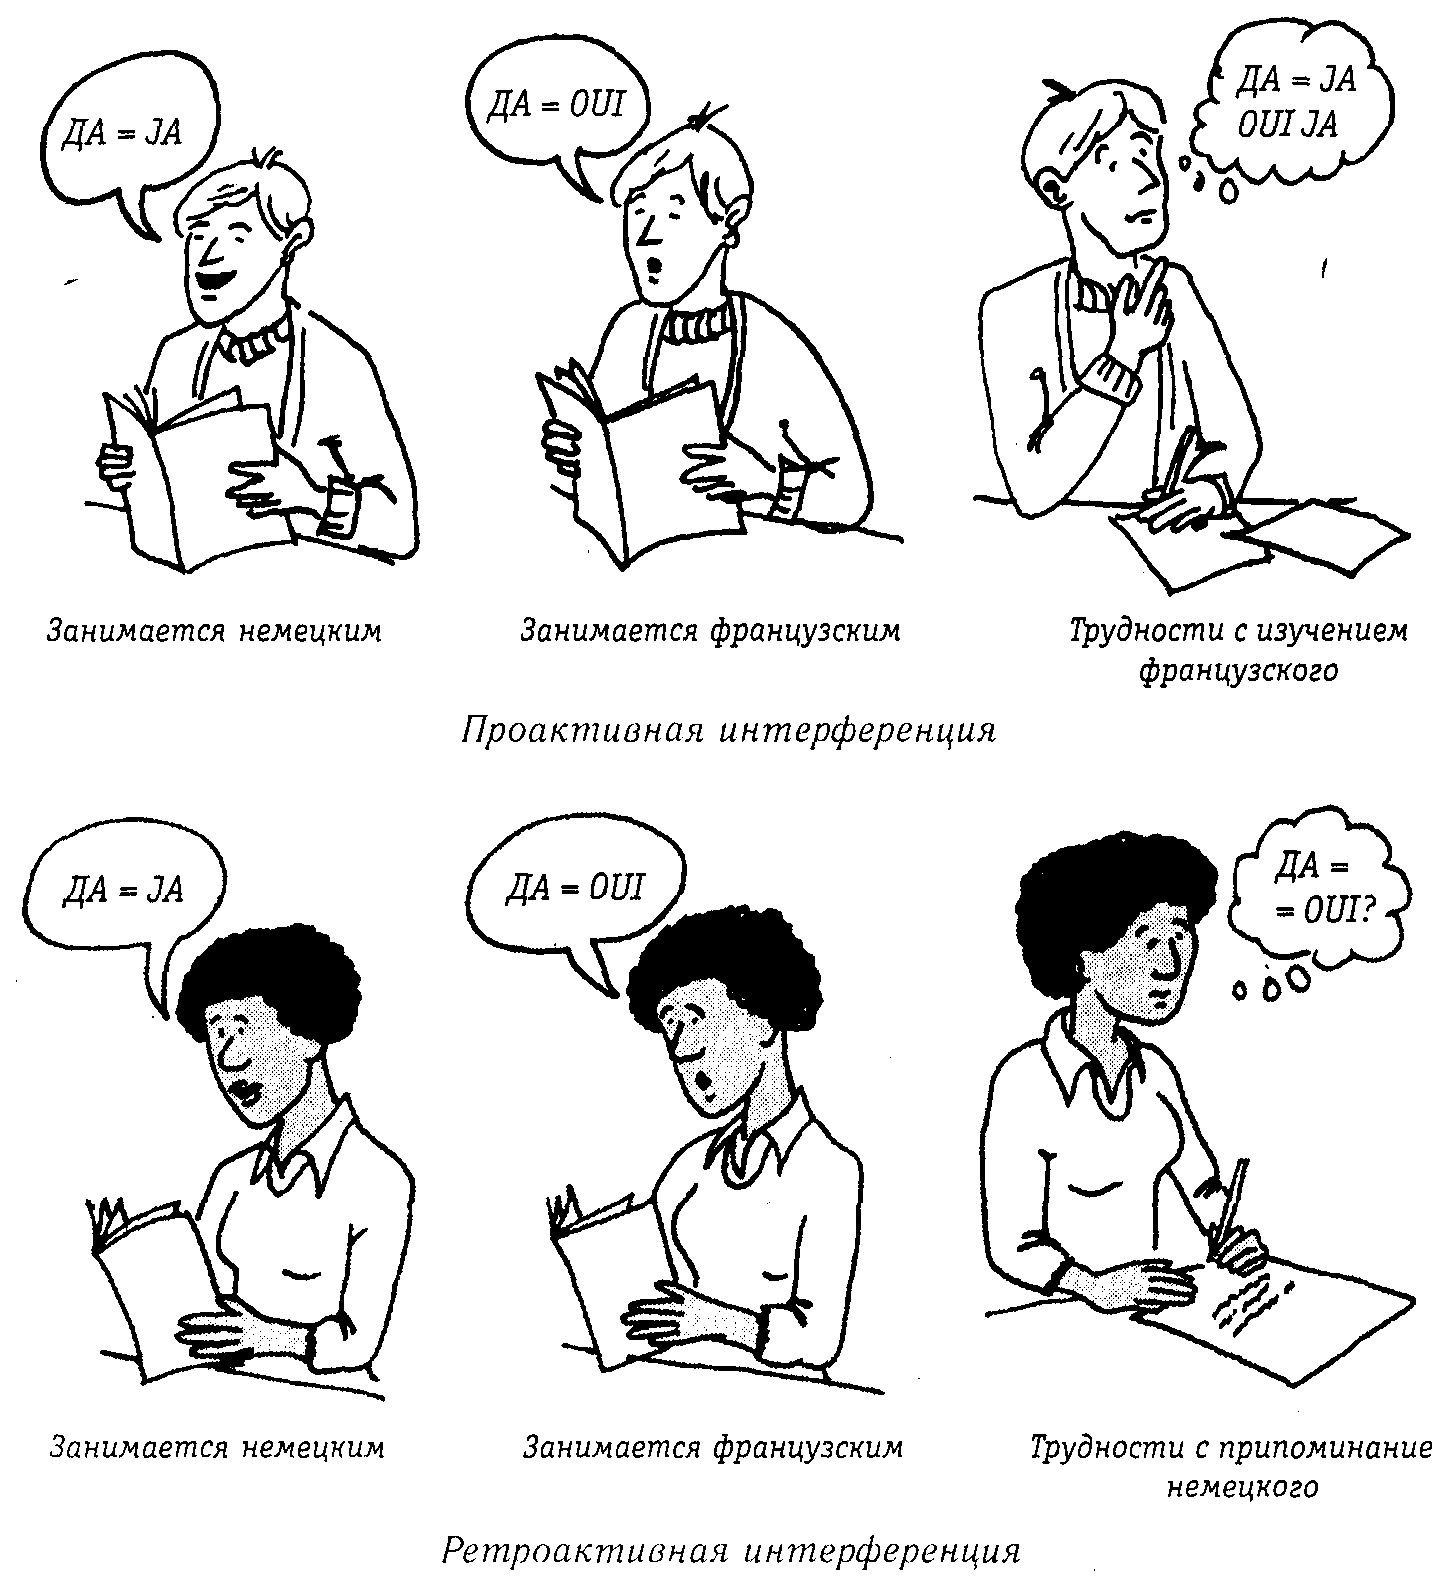 ДА = JA
ДА = OUI
ДА = JA
OUI JA
Занимается немецким
Занимается французским
Трудности с изучением
французского
Проактивная интерференция
ДА = JA
ДА = OUI
ДА =
= OUI?
Занимается немецким
Занимается французским
Трудности с припоминание
немецкого
Ретроактивная интерференция